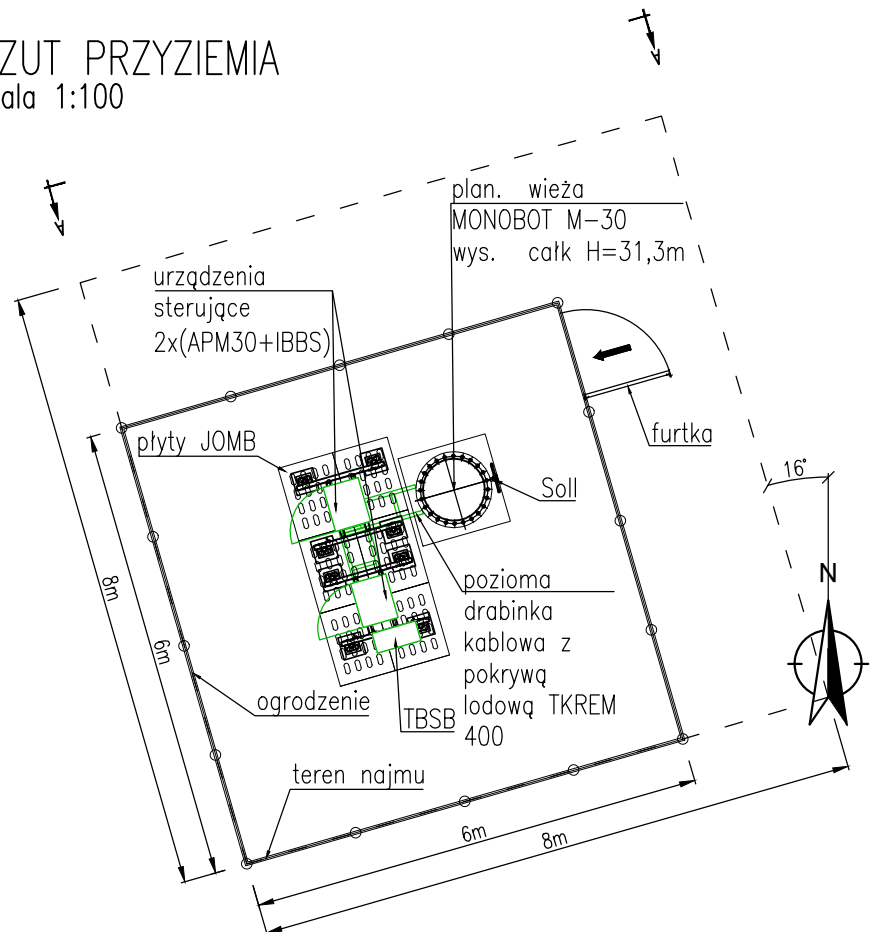 ZUT PRZYZIEMIA
ala 1:100
A
A
plan. wieża
MONOBOT M-30
wys. całk H=31,3m
urządzenia
sterujące
2x(APM30+IBBS)
płyty JOMB
furtka
Soll
16°
N
pozioma
drabinka
kablowa z
pokrywą
lodową TKREM
400
TBSB
ogrodzenie
teren najmu
8m
6m
6m
8m